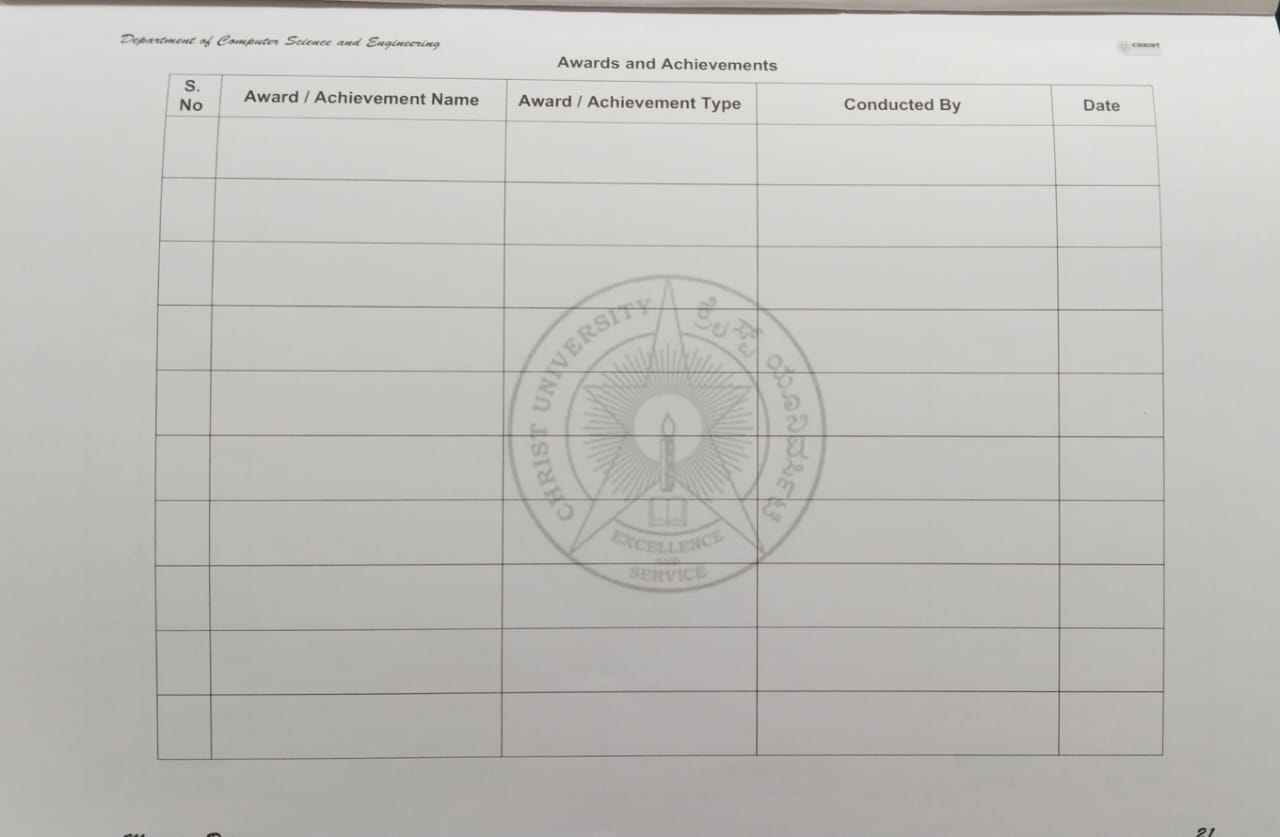 Department of Computer Science and Engineering
CHRIST
Awards and Achievements
S. No
Award / Achievement Name
Award / Achievement Type
Conducted By
Date
CHRIST UNIVERSITY
ಕ್ರೈಸ್ಟ್ ಯೂನಿವರ್ಸಿಟಿ
EXCELLENCE
AND
SERVICE
21